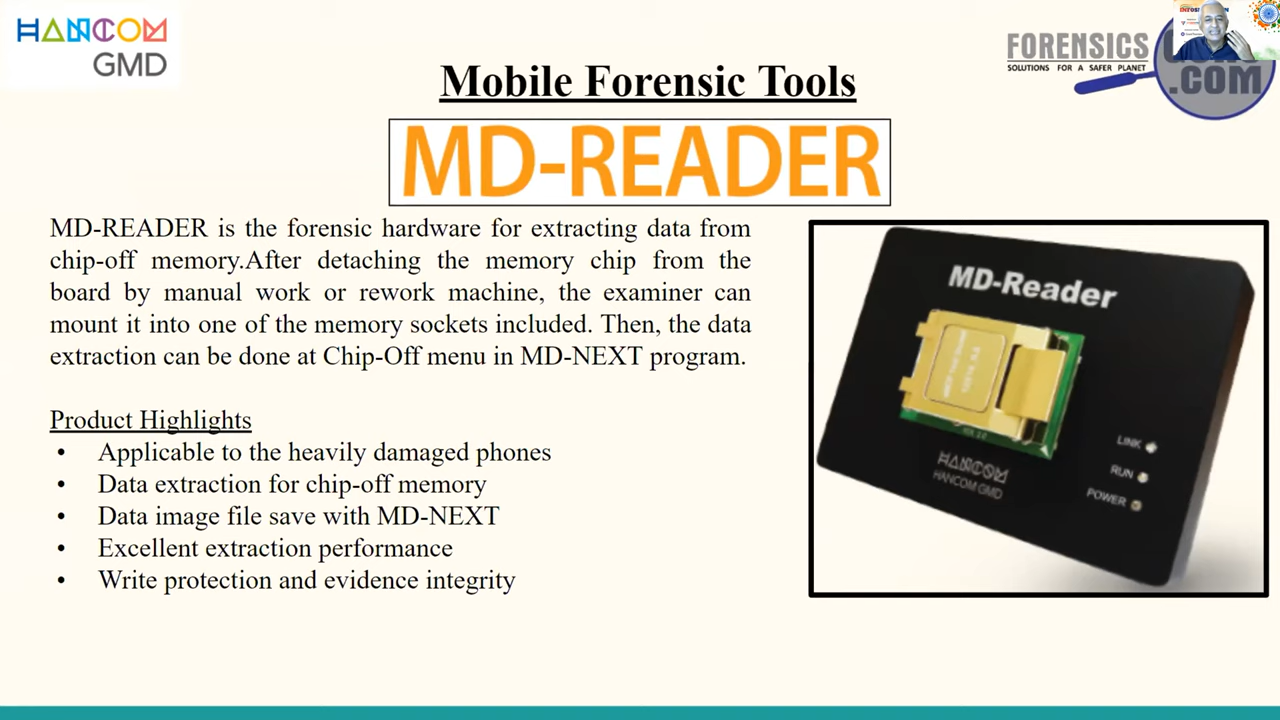 HANCOM
GMD
FORENSICS
SOLUTIONS FOR A SAFER PLANET
.COM
Mobile Forensic Tools
MD-READER
MD-READER is the forensic hardware for extracting data from
chip-off memory.After detaching the memory chip from the
board by manual work or rework machine, the examiner can
mount it into one of the memory sockets included. Then, the data
extraction can be done at Chip-Off menu in MD-NEXT program.
Product Highlights
• Applicable to the heavily damaged phones
• Data extraction for chip-off memory
• Data image file save with MD-NEXT
• Excellent extraction performance
• Write protection and evidence integrity
MD-Reader
LINK
RUN
POWER
HANCOM
HANCOM GMD